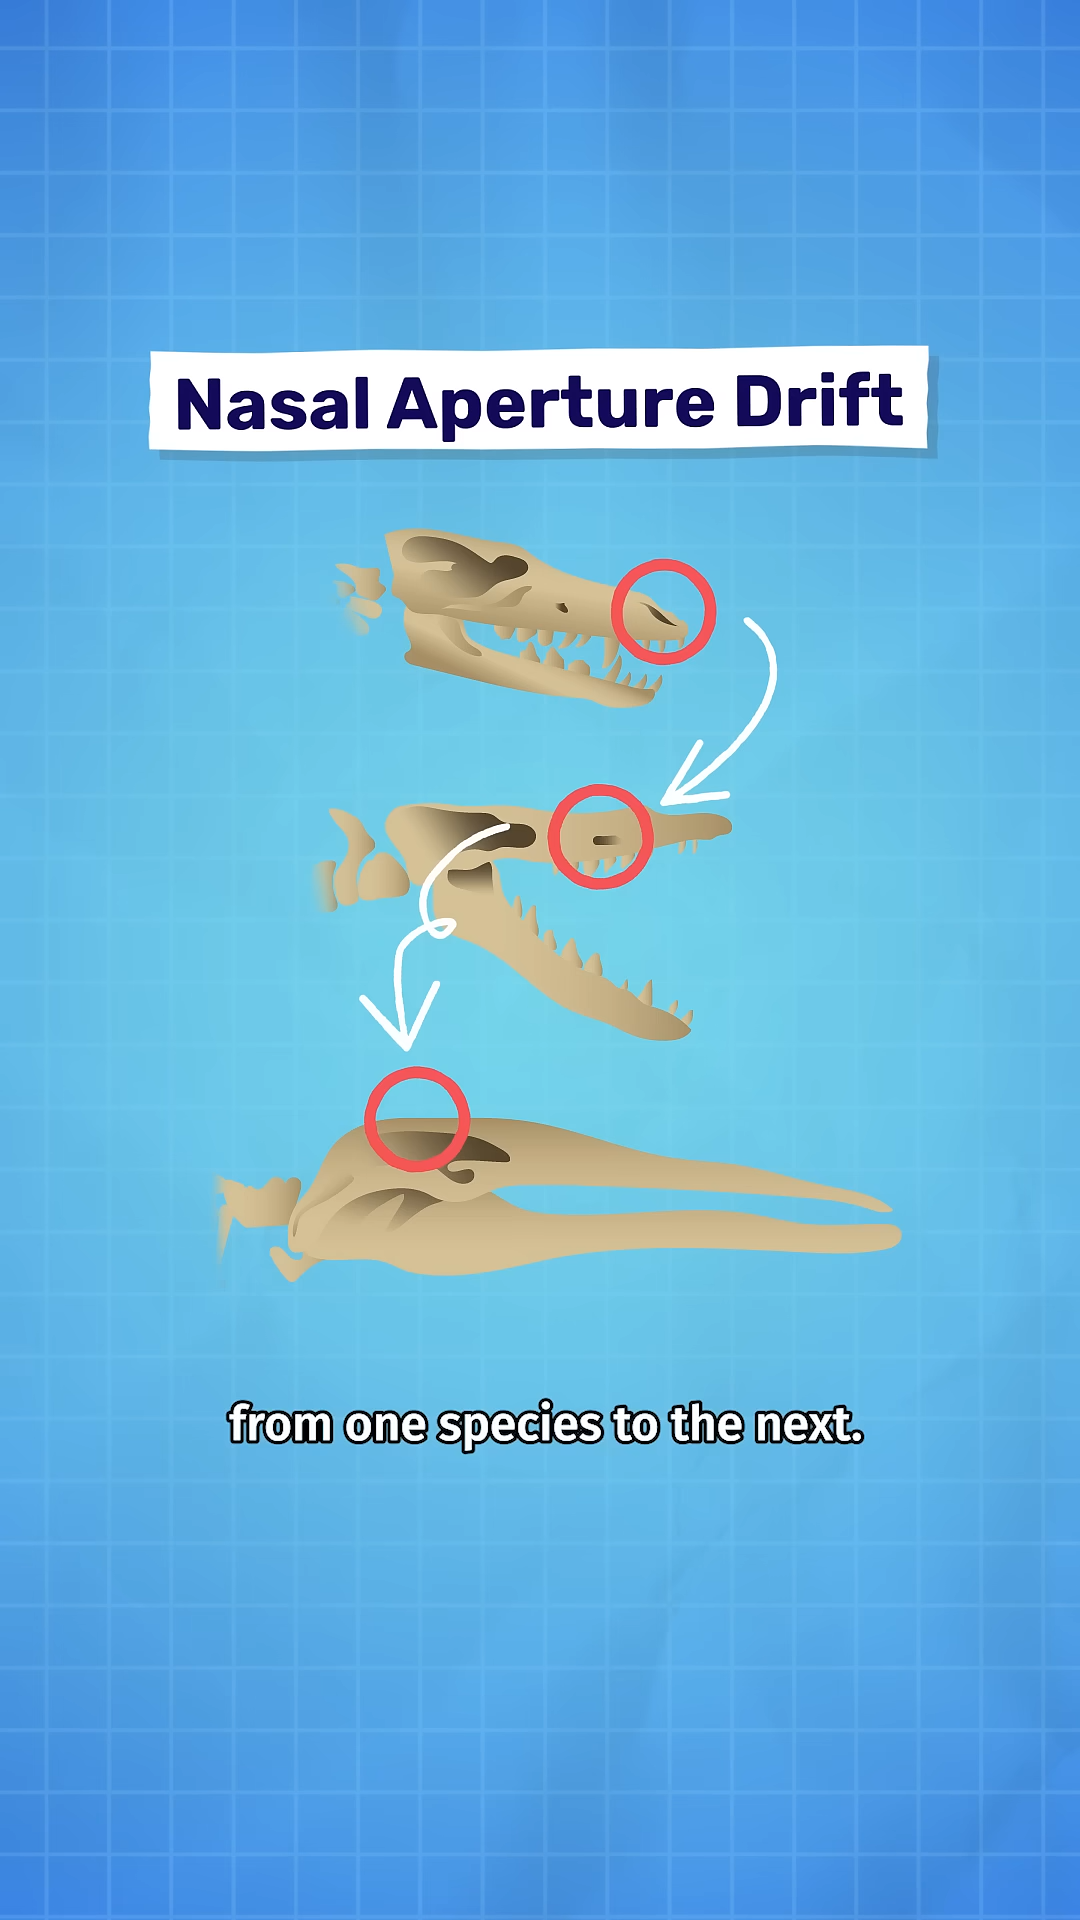 Nasal Aperture Drift
from one species to the next.